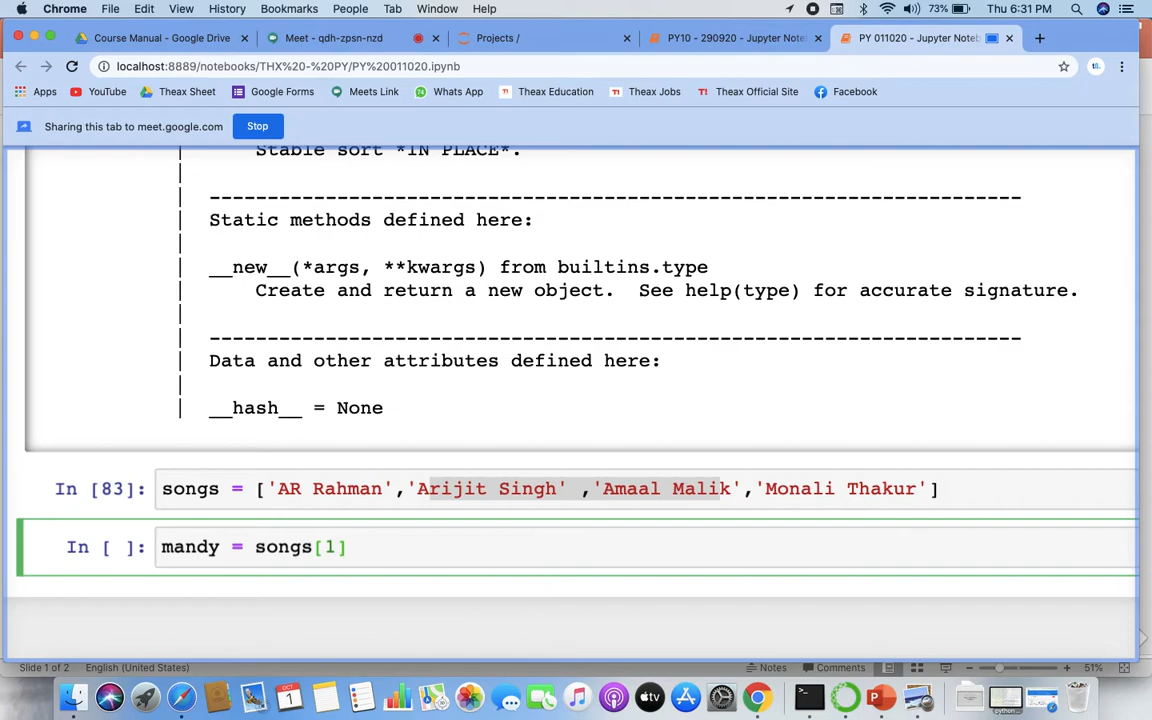 Chrome File Edit View History Bookmarks People Tab Window Help 73% Thu 6:31 PM
Course Manual - Google Drive Meet - qdh-zpsn-nzd Projects / PY10 - 290920 - Jupyter Note PY 011020 - Jupyter Noteb
localhost:8889/notebooks/THX%20-%20PY/PY%20011020.ipynb
Apps YouTube Theax Sheet Google Forms Meets Link Whats App Theax Education Theax Jobs Theax Official Site Facebook
Sharing this tab to meet.google.com Stop
| Stable sort *IN PLACE*.
|
| ----------------------------------------------------------------------
| Static methods defined here:
|
| __new__(*args, **kwargs) from builtins.type
| Create and return a new object. See help(type) for accurate signature.
|
| ----------------------------------------------------------------------
| Data and other attributes defined here:
|
| __hash__ = None
In [83]: songs = ['AR Rahman','Arijit Singh' ,'Amaal Malik','Monali Thakur']
In [ ]: mandy = songs[1]
Slide 1 of 2 English (United States) Notes Comments 51%